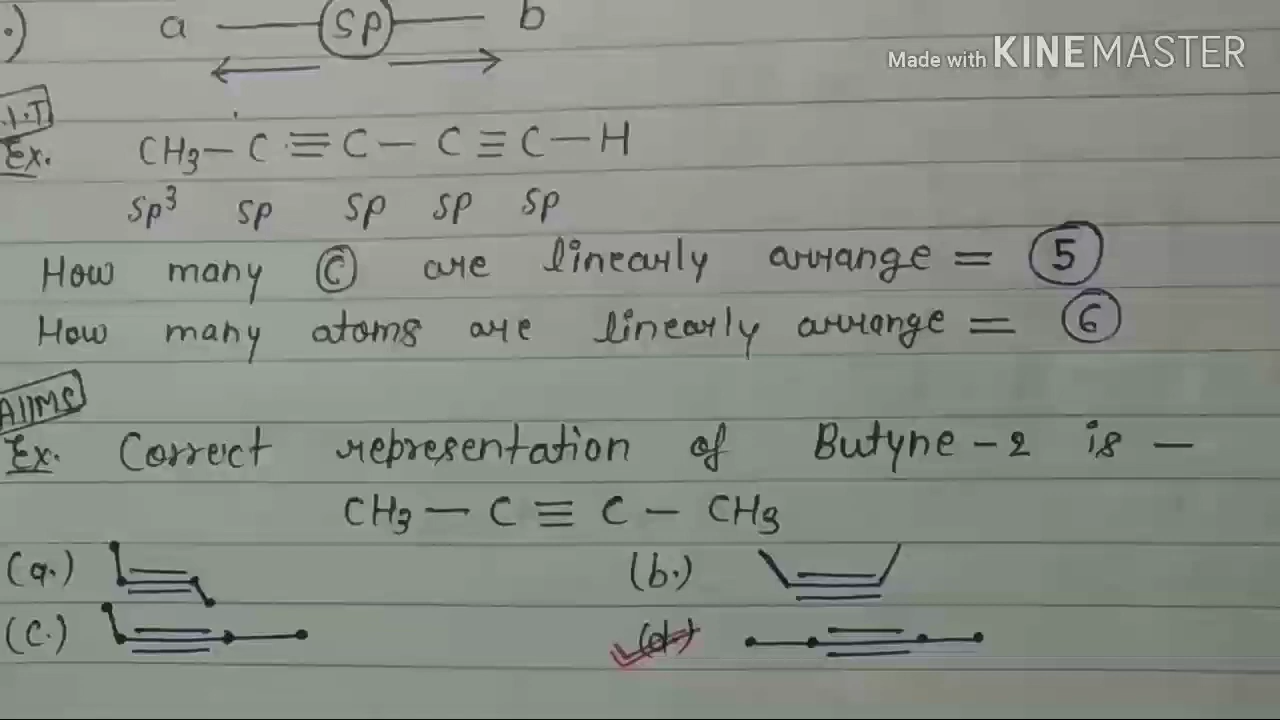 .) a — sp — b
Made with KINEMASTER
I.T
Ex. CH₃ — C ≡ C — C ≡ C — H
sp³ sp sp sp sp
How many C are linearly arrange = 5
How many atoms are linearly arrange = 6
AIIMS
Ex. Correct representation of Butyne - 2 is —
CH₃ — C ≡ C — CH₃
(a.) (b.)
(c.) (d.)